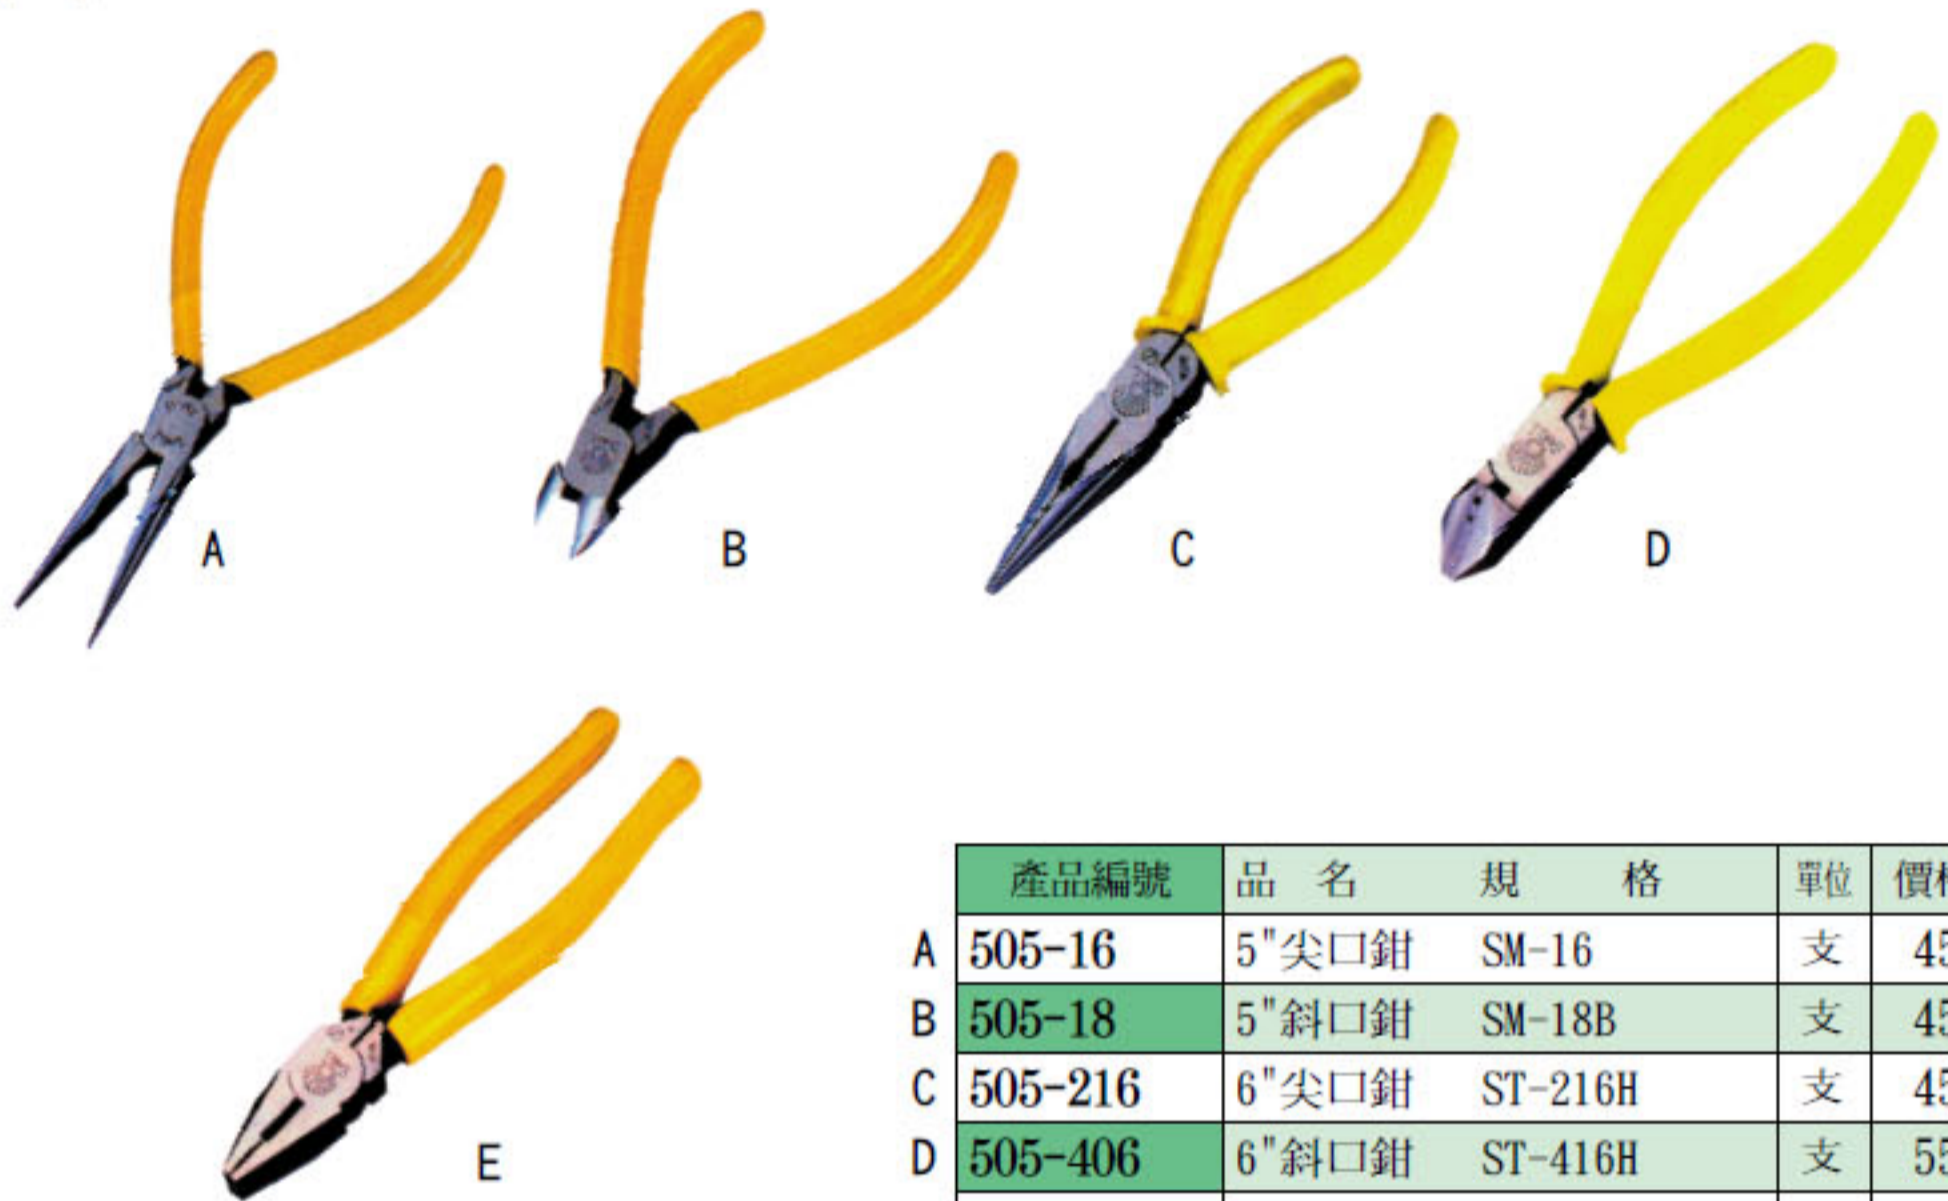 A
B
C
D
E
產品編號 品名 規格 單位
A 505-16 5"尖口鉗 SM-16 支
B 505-18 5"斜口鉗 SM-18B 支
C 505-216 6"尖口鉗 ST-216H 支
D 505-406 6"斜口鉗 ST-416H 支